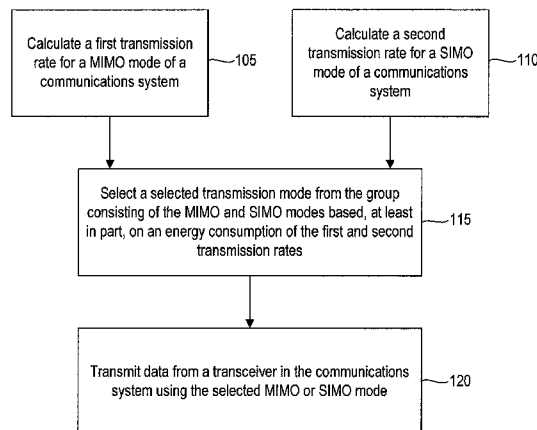 Calculate a first transmission
rate for a MIMO mode of a
communications system
105
Calculate a second
transmission rate for a SIMO
mode of a communications
system
110
Select a selected transmission mode from the group
consisting of the MIMO and SIMO modes based, at least
in part, on an energy consumption of the first and second
transmission rates
115
Transmit data from a transceiver in the communications
system using the selected MIMO or SIMO mode
120